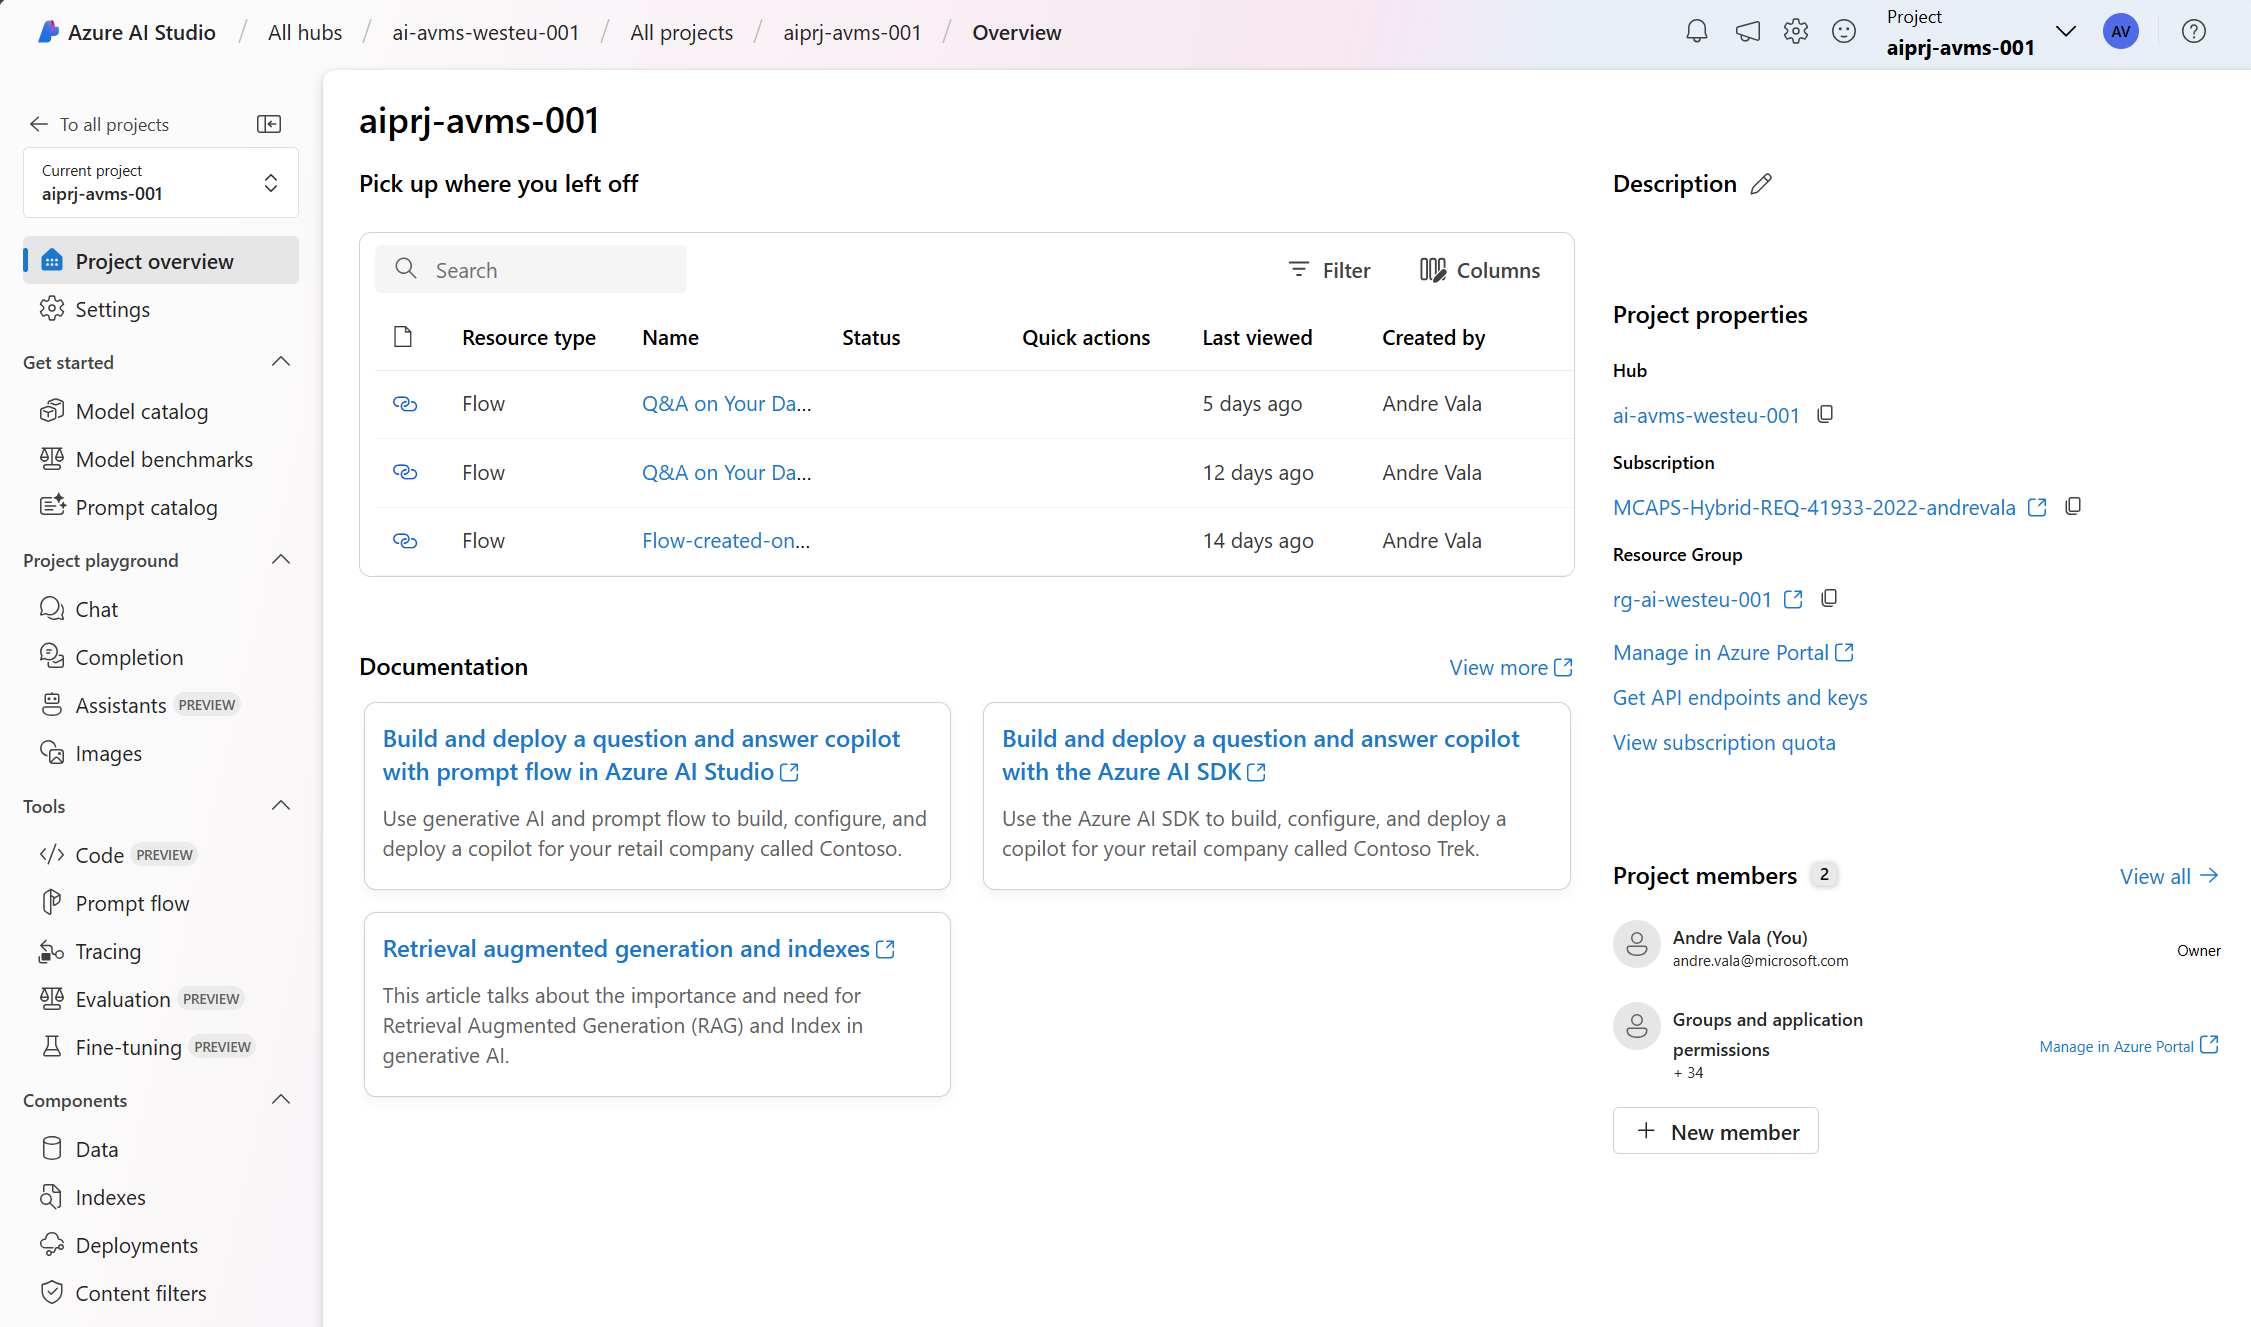 Azure AI Studio / All hubs / ai-avms-westeu-001 / All projects / aiprj-avms-001 / Overview
Project
aiprj-avms-001
AV
To all projects
Current project
aiprj-avms-001
Project overview
Settings
Get started
Model catalog
Model benchmarks
Prompt catalog
Project playground
Chat
Completion
Assistants PREVIEW
Images
Tools
Code PREVIEW
Prompt flow
Tracing
Evaluation PREVIEW
Fine-tuning PREVIEW
Components
Data
Indexes
Deployments
Content filters
aiprj-avms-001
Pick up where you left off
Search
Filter
Columns
Resource type Name Status Quick actions Last viewed Created by
Flow Q&A on Your Da... 5 days ago Andre Vala
Flow Q&A on Your Da... 12 days ago Andre Vala
Flow Flow-created-on... 14 days ago Andre Vala
Documentation
View more
Build and deploy a question and answer copilot
with prompt flow in Azure AI Studio
Use generative AI and prompt flow to build, configure, and
deploy a copilot for your retail company called Contoso.
Build and deploy a question and answer copilot
with the Azure AI SDK
Use the Azure AI SDK to build, configure, and deploy a
copilot for your retail company called Contoso Trek.
Retrieval augmented generation and indexes
This article talks about the importance and need for
Retrieval Augmented Generation (RAG) and Index in
generative AI.
Description
Project properties
Hub
ai-avms-westeu-001
Subscription
MCAPS-Hybrid-REQ-41933-2022-andrevala
Resource Group
rg-ai-westeu-001
Manage in Azure Portal
Get API endpoints and keys
View subscription quota
Project members 2
View all
Andre Vala (You)
andre.vala@microsoft.com
Owner
Groups and application
permissions
+ 34
Manage in Azure Portal
New member